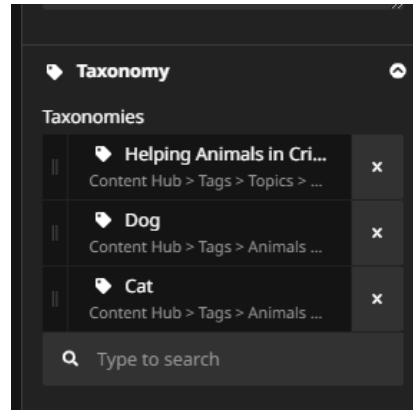 Taxonomy
Taxonomies
Helping Animals in Cri...
Content Hub > Tags > Topics > ...
Dog
Content Hub > Tags > Animals ...
Cat
Content Hub > Tags > Animals ...
Type to search